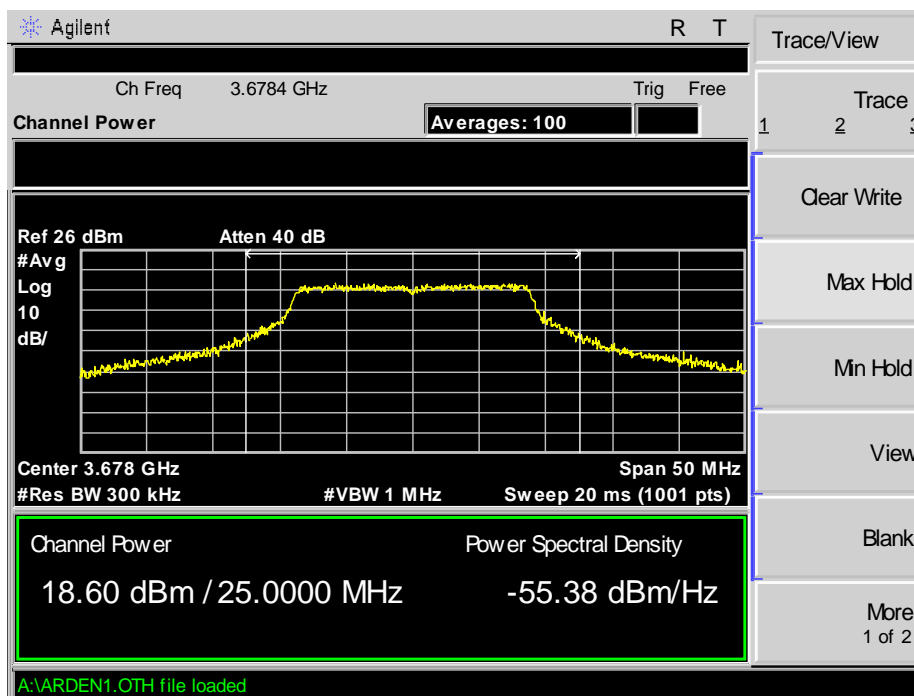 Agilent R T
Trace/View
Ch Freq 3.6784 GHz Trig Free
Channel Power Averages: 100
Trace
1 2 3
Clear Write
Ref 26 dBm Atten 40 dB
#Avg
Log
10
dB/
Max Hold
Min Hold
View
Center 3.678 GHz Span 50 MHz
#Res BW 300 kHz #VBW 1 MHz Sweep 20 ms (1001 pts)
Channel Power Power Spectral Density
18.60 dBm / 25.0000 MHz -55.38 dBm/Hz
Blank
More
1 of 2
A:\ARDEN1.OTH file loaded